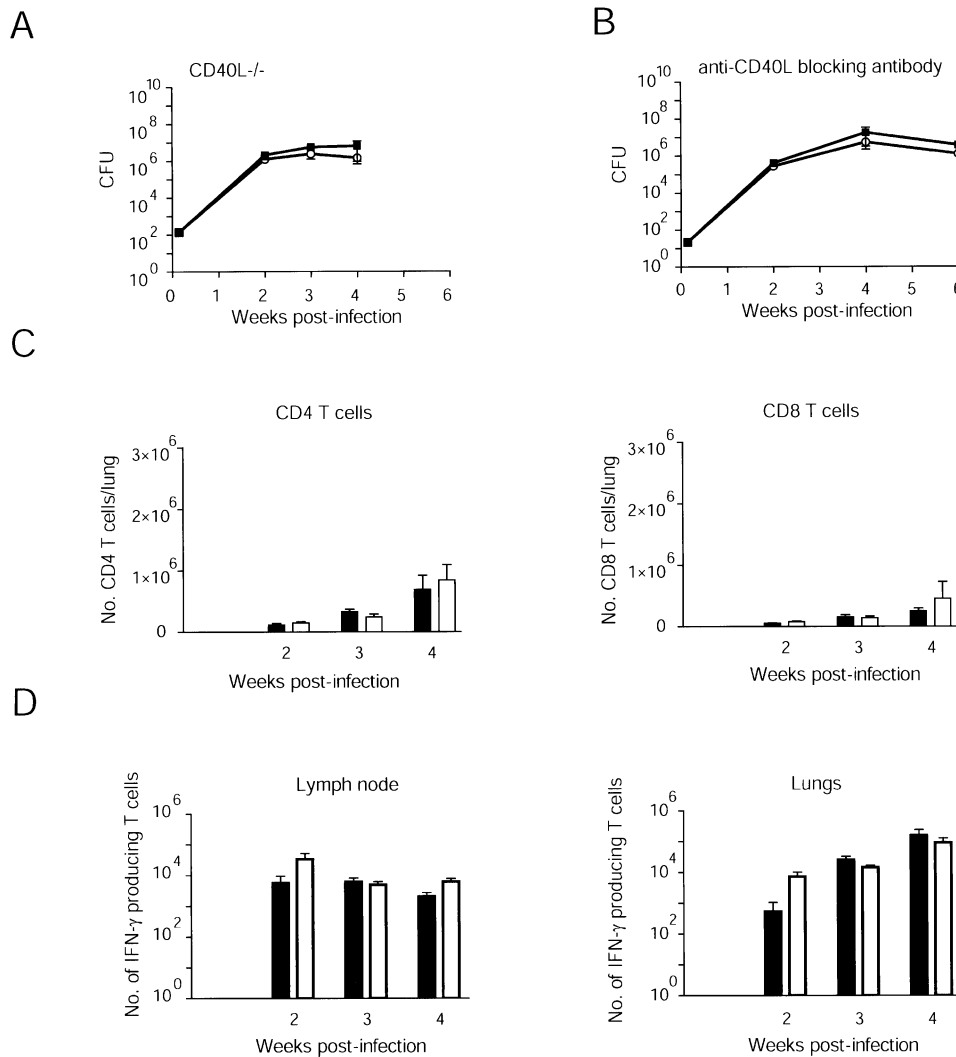 A
B
CD40L-/-
anti-CD40L blocking antibody
CFU
10^10
10^8
10^6
10^4
10^2
10^0
0 1 2 3 4 5 6
Weeks post-infection
CFU
10^10
10^8
10^6
10^4
10^2
10^0
0 1 2 3 4 5 6
Weeks post-infection
C
CD4 T cells
No. CD4 T cells/lung
3×10^6
2×10^6
1×10^6
0
2 3 4
Weeks post-infection
CD8 T cells
No. CD8 T cells/lung
3×10^6
2×10^6
1×10^6
0
2 3 4
Weeks post-infection
D
Lymph node
No. of IFN-γ producing T cells
10^6
10^4
10^2
10^0
2 3 4
Weeks post-infection
Lungs
No. of IFN-γ producing T cells
10^6
10^4
10^2
10^0
2 3 4
Weeks post-infection